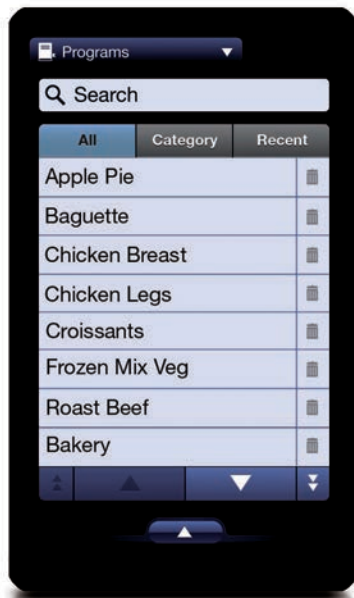 Programs
Search
All Category Recent
Apple Pie
Baguette
Chicken Breast
Chicken Legs
Croissants
Frozen Mix Veg
Roast Beef
Bakery